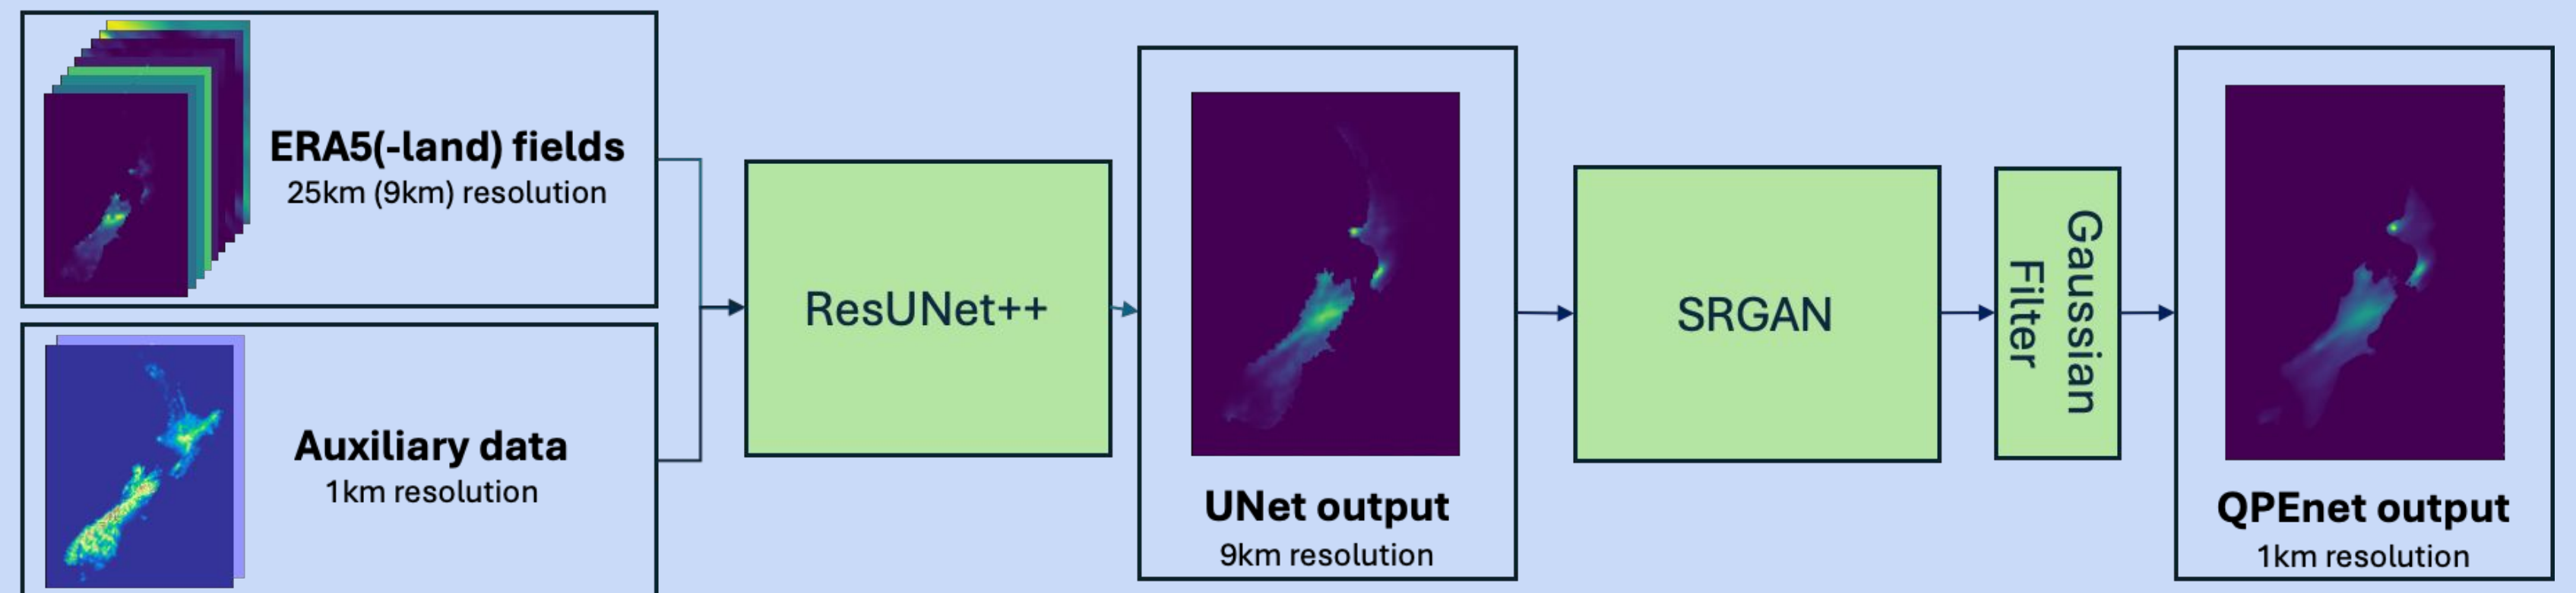 ERA5(-land) fields
25km (9km) resolution
Auxiliary data
1km resolution
ResUNet++
UNet output
9km resolution
SRGAN
Gaussian
Filter
QPEnet output
1km resolution